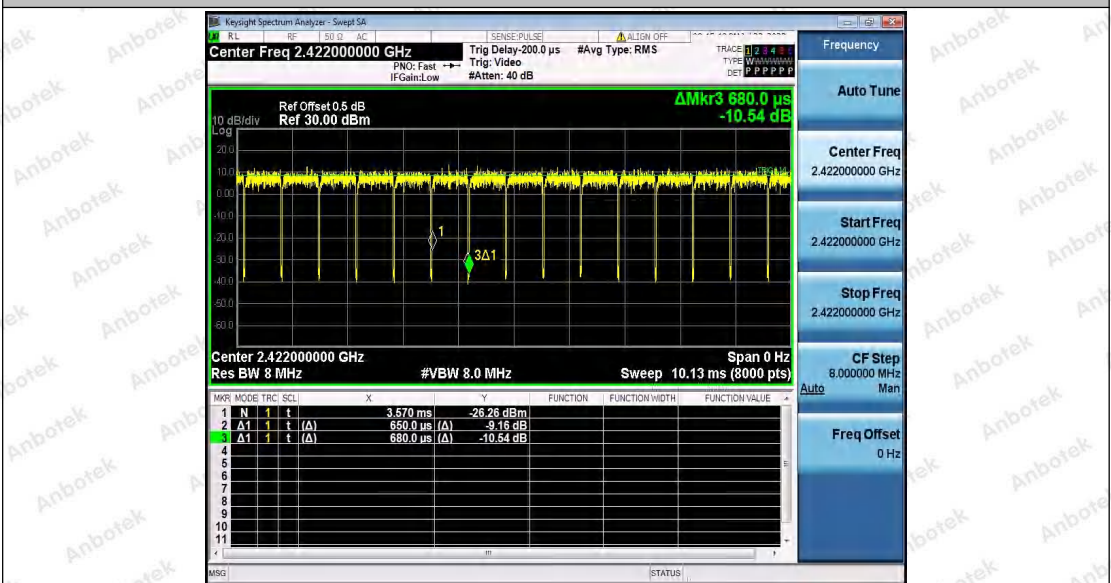 Keysight Spectrum Analyzer - Swept SA
RL RF 50 Ω AC SENSE:PULSE ALIGN OFF
Center Freq 2.422000000 GHz
PNO: Fast
IFGain:Low
Trig Delay-200.0 µs
Trig: Video
#Atten: 40 dB
#Avg Type: RMS
TRACE 1 2 3 4 5 6
TYPE W
DET P P P P P P
Ref Offset 0.5 dB
10 dB/div Ref 30.00 dBm
Log
ΔMkr3 680.0 µs
-10.54 dB
20.0
10.0
0.00
-10.0
-20.0
-30.0
-40.0
-50.0
-60.0
1
3Δ1
Center 2.422000000 GHz
Span 0 Hz
Res BW 8 MHz
#VBW 8.0 MHz
Sweep 10.13 ms (8000 pts)
MKR MODE TRC SCL X Y FUNCTION FUNCTION WIDTH FUNCTION VALUE
1 N 1 t 3.570 ms -26.26 dBm
2 Δ1 1 t (Δ) 650.0 µs (Δ) -9.16 dB
3 Δ1 1 t (Δ) 680.0 µs (Δ) -10.54 dB
4
5
6
7
8
9
10
11
MSG
STATUS
Frequency
Auto Tune
Center Freq
2.422000000 GHz
Start Freq
2.422000000 GHz
Stop Freq
2.422000000 GHz
CF Step
8.000000 MHz
Auto Man
Freq Offset
0 Hz
Anbotek